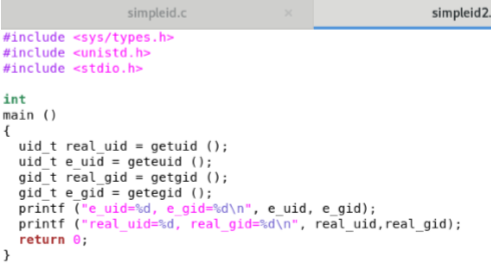 simpleid.c × simpleid2.
#include <sys/types.h>
#include <unistd.h>
#include <stdio.h>

int
main ()
{
  uid_t real_uid = getuid ();
  uid_t e_uid = geteuid ();
  gid_t real_gid = getgid ();
  gid_t e_gid = getegid ();
  printf ("e_uid=%d, e_gid=%d\n", e_uid, e_gid);
  printf ("real_uid=%d, real_gid=%d\n", real_uid,real_gid);
  return 0;
}